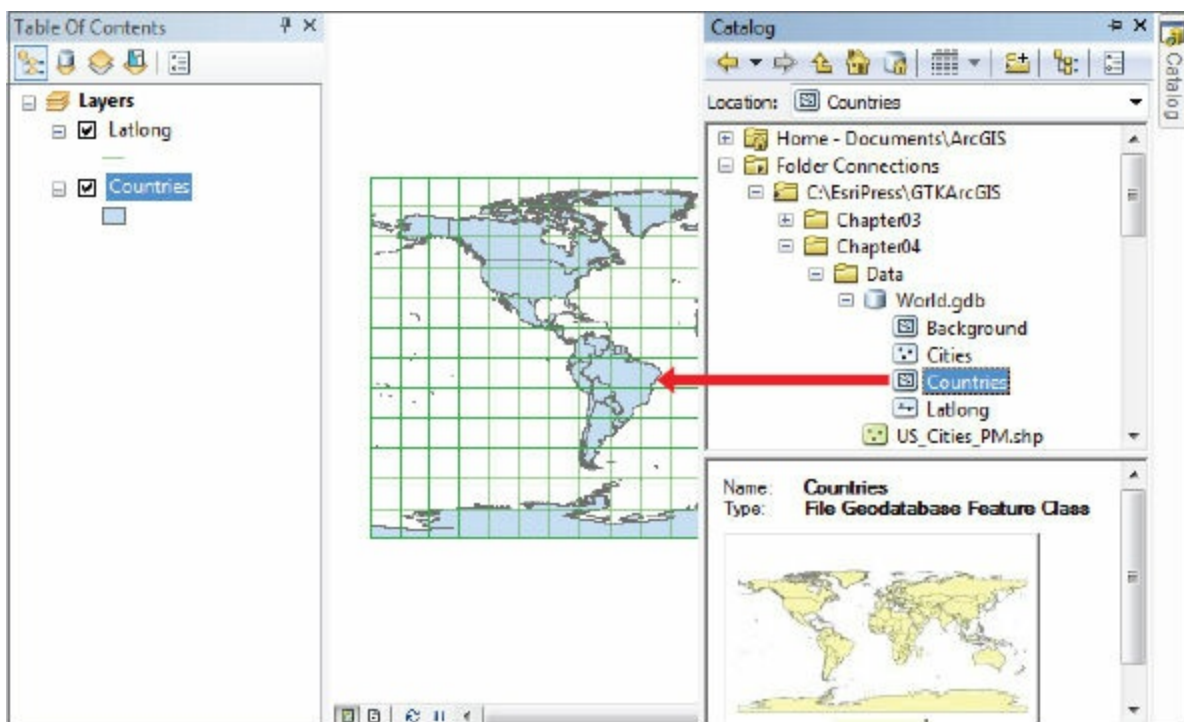 Table Of Contents
Layers
Latlong
Countries
Catalog
Location: Countries
Home - Documents\ArcGIS
Folder Connections
C:\EsriPress\GTKArcGIS
Chapter03
Chapter04
Data
World.gdb
Background
Cities
Countries
Latlong
US_Cities_PM.shp
Name: Countries
Type: File Geodatabase Feature Class
Catalog